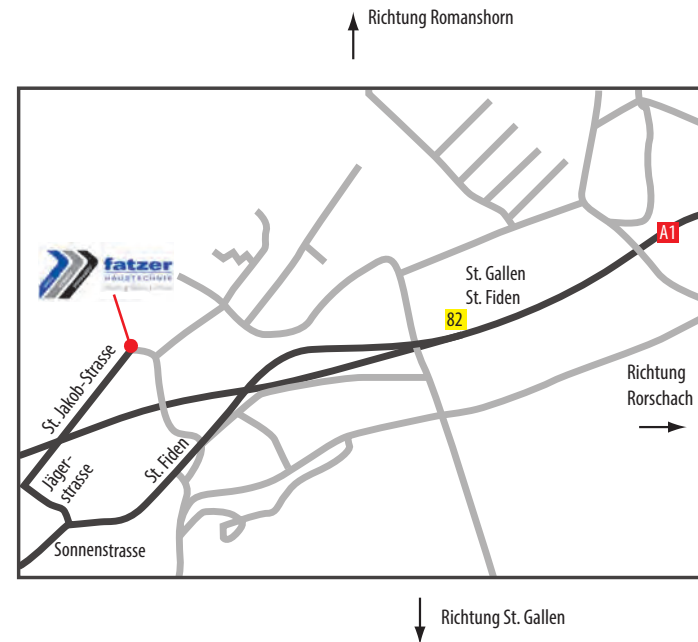 Richtung Romanshorn
A1
St. Gallen
St. Fiden
82
fatzer
HAUSTECHNIK
St. Jakob-Strasse
Richtung
Rorschach
Jäger-
strasse
St. Fiden
Sonnenstrasse
Richtung St. Gallen